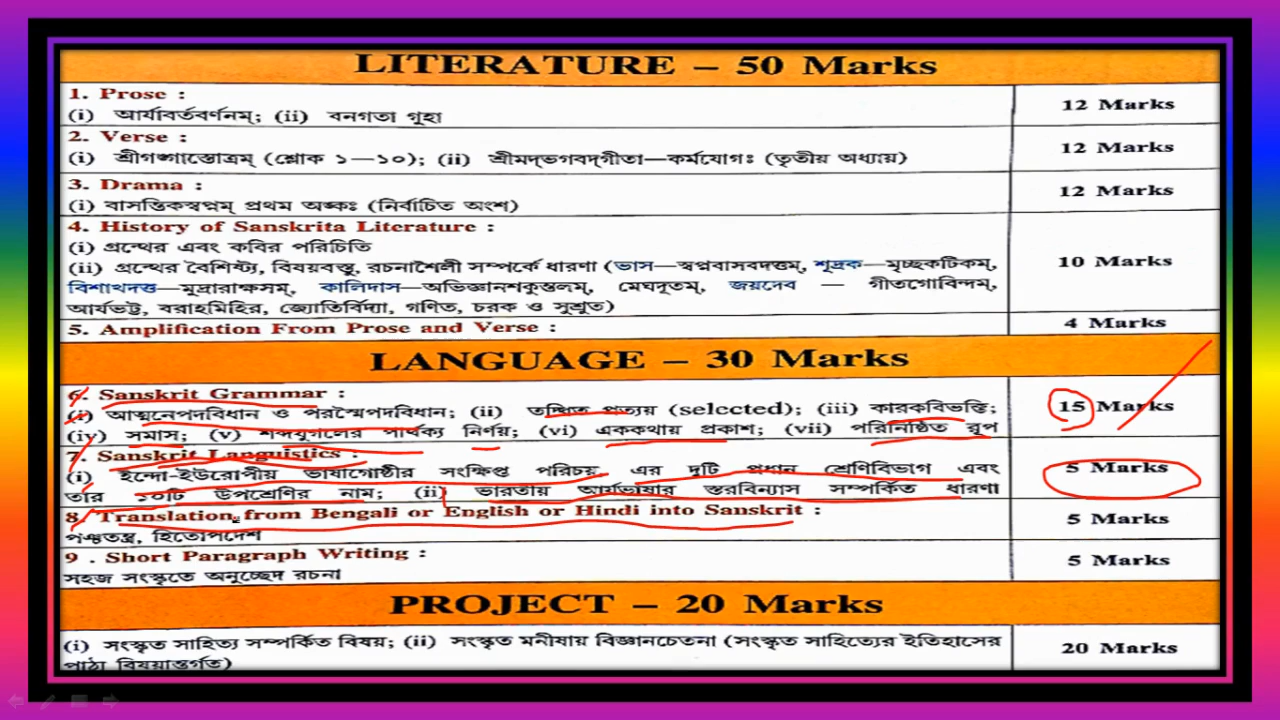 LITERATURE – 50 Marks
1. Prose :
(i) আর্যাবর্তবর্ণনম্; (ii) বনগতা গুহা
12 Marks
2. Verse :
(i) শ্রীগঙ্গাস্তোত্রম্ (শ্লোক ১—১০); (ii) শ্রীমদ্ভগবদ্গীতা—কর্মযোগঃ (তৃতীয় অধ্যায়)
12 Marks
3. Drama :
(i) বাসন্তিকস্বপ্নম্ প্রথম অঙ্কঃ (নির্বাচিত অংশ)
12 Marks
4. History of Sanskrita Literature :
(i) গ্রন্থের এবং কবির পরিচিতি
(ii) গ্রন্থের বৈশিষ্ট্য, বিষয়বস্তু, রচনাশৈলী সম্পর্কে ধারণা (ভাস—স্বপ্নবাসবদত্তম্, শূদ্রক—মৃচ্ছকটিকম্,
বিশাখদত্ত—মুদ্রারাক্ষসম্, কালিদাস—অভিজ্ঞানশকুন্তলম্, মেঘদূতম্, জয়দেব — গীতগোবিন্দম্,
আর্যভট্ট, বরাহমিহির, জ্যোতির্বিদ্যা, গণিত, চরক ও সুশ্রুত)
10 Marks
5. Amplification From Prose and Verse :
4 Marks
LANGUAGE – 30 Marks
6. Sanskrit Grammar :
(i) আত্মনেপদবিধান ও পরস্মৈপদবিধান; (ii) তদ্ধিত প্রত্যয় (selected); (iii) কারকবিভক্তি;
(iv) সমাস; (v) শব্দযুগলের পার্থক্য নির্ণয়; (vi) এককথায় প্রকাশ; (vii) পরিনিষ্ঠিত রূপ
15 Marks
7. Sanskrit Languistics :
(i) ইন্দো-ইউরোপীয় ভাষাগোষ্ঠীর সংক্ষিপ্ত পরিচয় এর দুটি প্রধান শ্রেণিবিভাগ এবং
তার ১০টি উপশ্রেণির নাম; (ii) ভারতীয় আর্যভাষার স্তরবিন্যাস সম্পর্কিত ধারণা
5 Marks
8. Translation from Bengali or English or Hindi into Sanskrit :
পঞ্চতন্ত্র, হিতোপদেশ
5 Marks
9 . Short Paragraph Writing :
সহজ সংস্কৃতে অনুচ্ছেদ রচনা
5 Marks
PROJECT – 20 Marks
(i) সংস্কৃত সাহিত্য সম্পর্কিত বিষয়; (ii) সংস্কৃত মনীষায় বিজ্ঞানচেতনা (সংস্কৃত সাহিত্যের ইতিহাসের
পাঠ্য বিষয়ান্তর্গত)
20 Marks